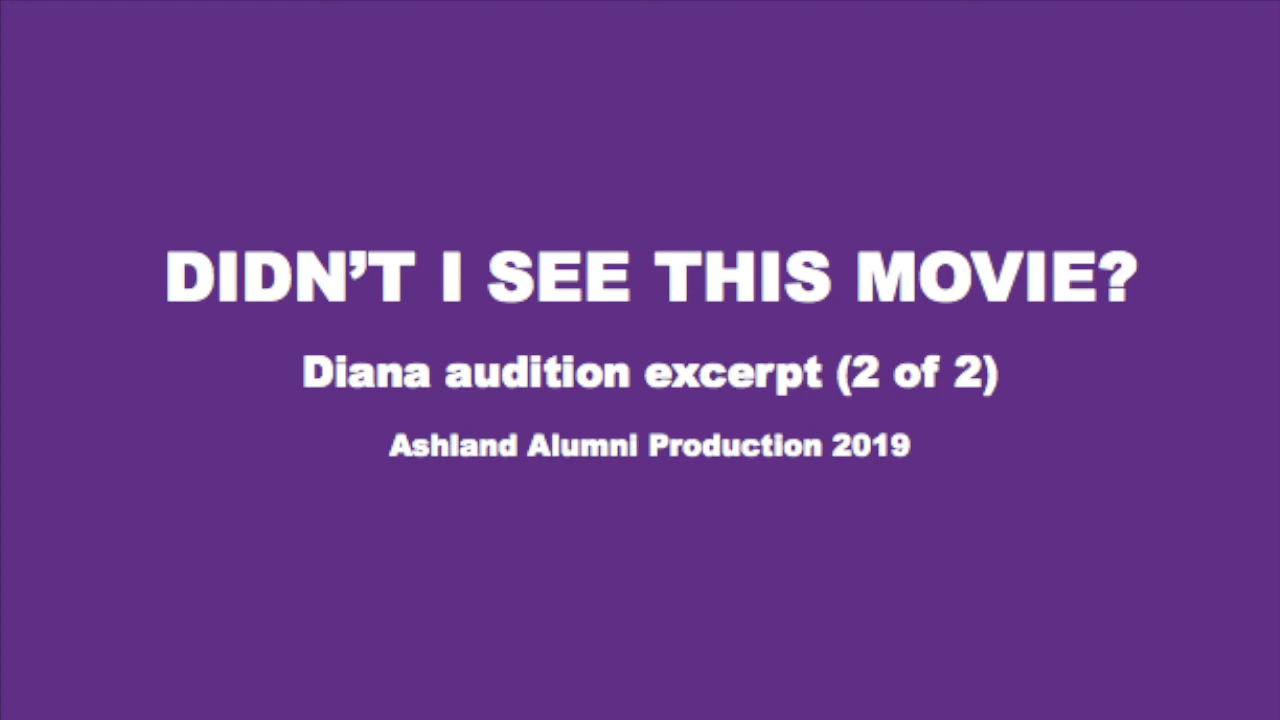 DIDN’T I SEE THIS MOVIE?
Diana audition excerpt (2 of 2)
Ashland Alumni Production 2019